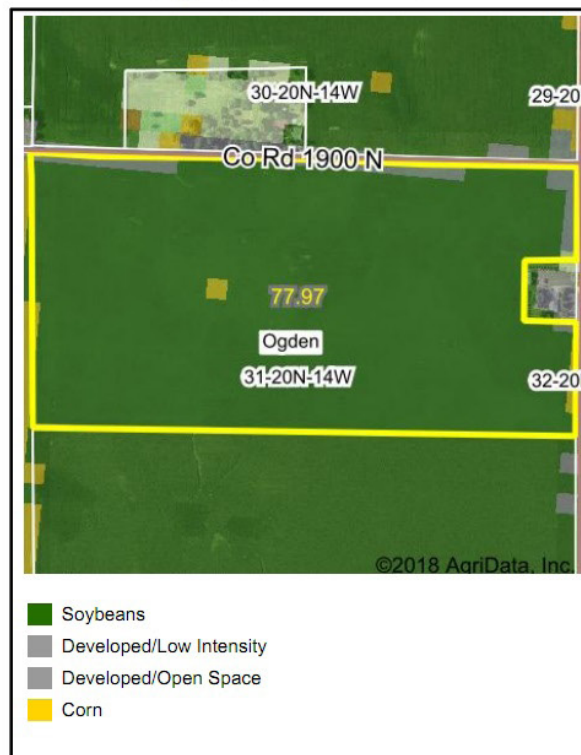 30-20N-14W
29-20
Co Rd 1900 N
77.97
Ogden
31-20N-14W
32-20
©2018 AgriData, Inc.
Soybeans
Developed/Low Intensity
Developed/Open Space
Corn